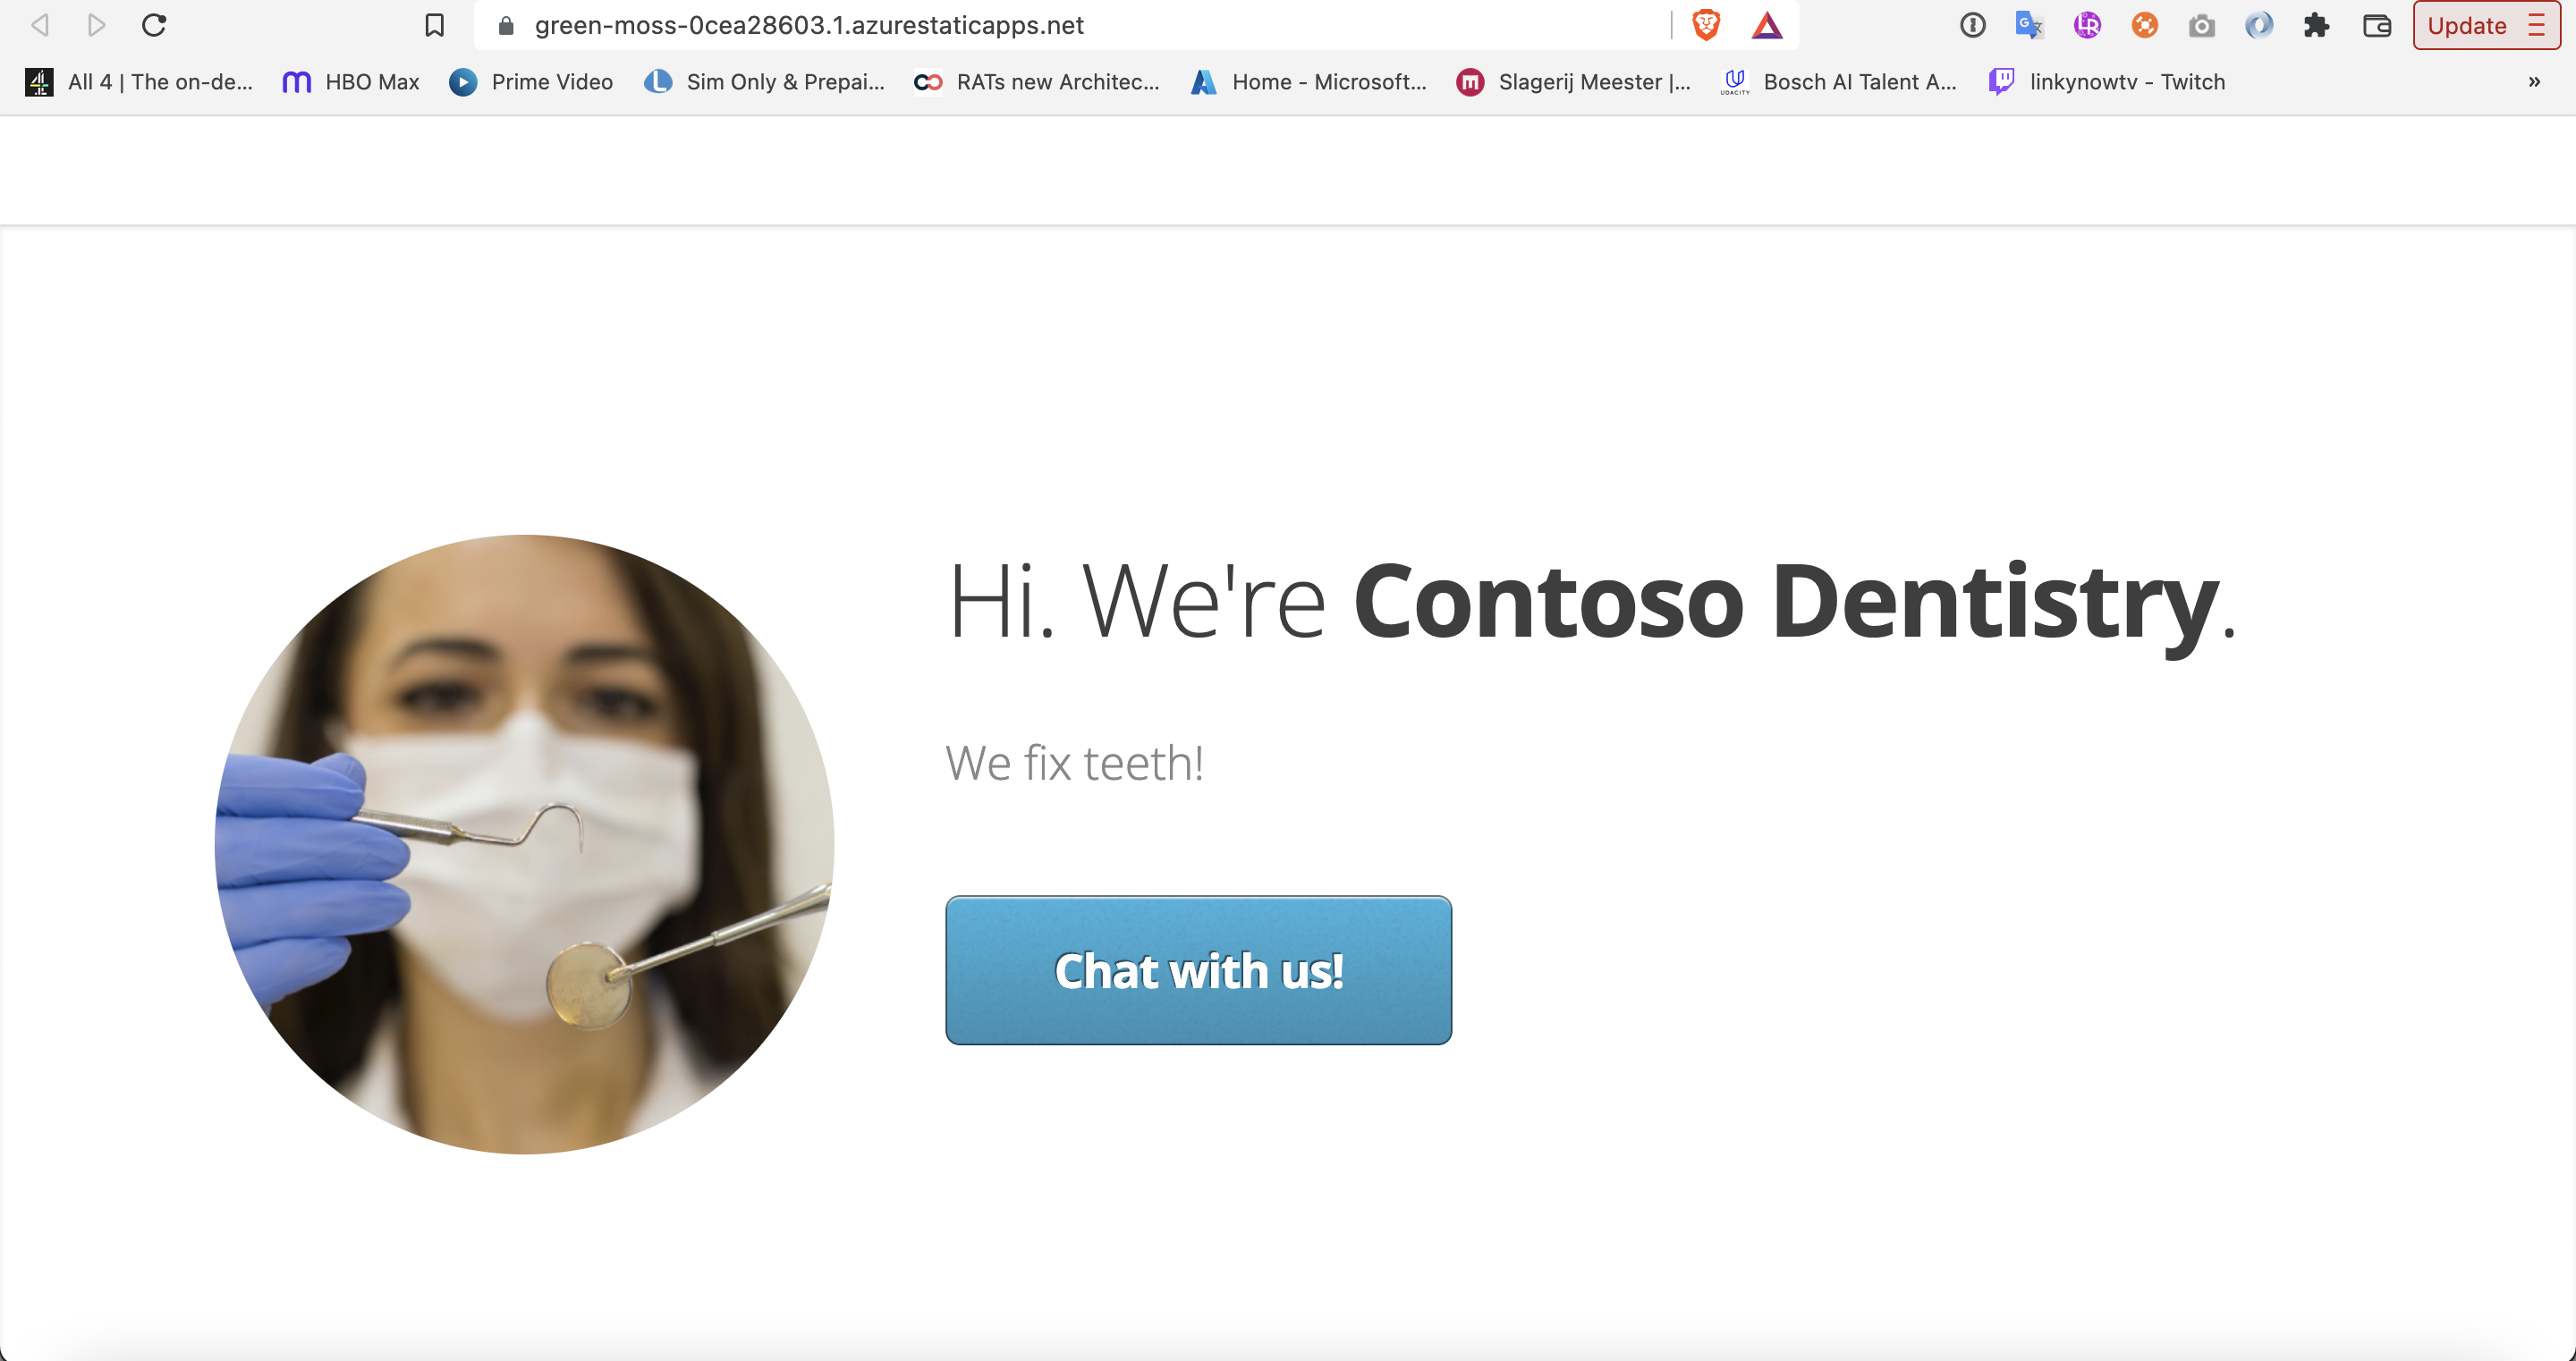 green-moss-0cea28603.1.azurestaticapps.net
Update
All 4 | The on-de...
HBO Max
Prime Video
Sim Only & Prepai...
RATs new Architec...
Home - Microsoft...
Slagerij Meester |...
UDACITY
Bosch AI Talent A...
linkynowtv - Twitch
»
Hi. We're Contoso Dentistry.
We fix teeth!
Chat with us!